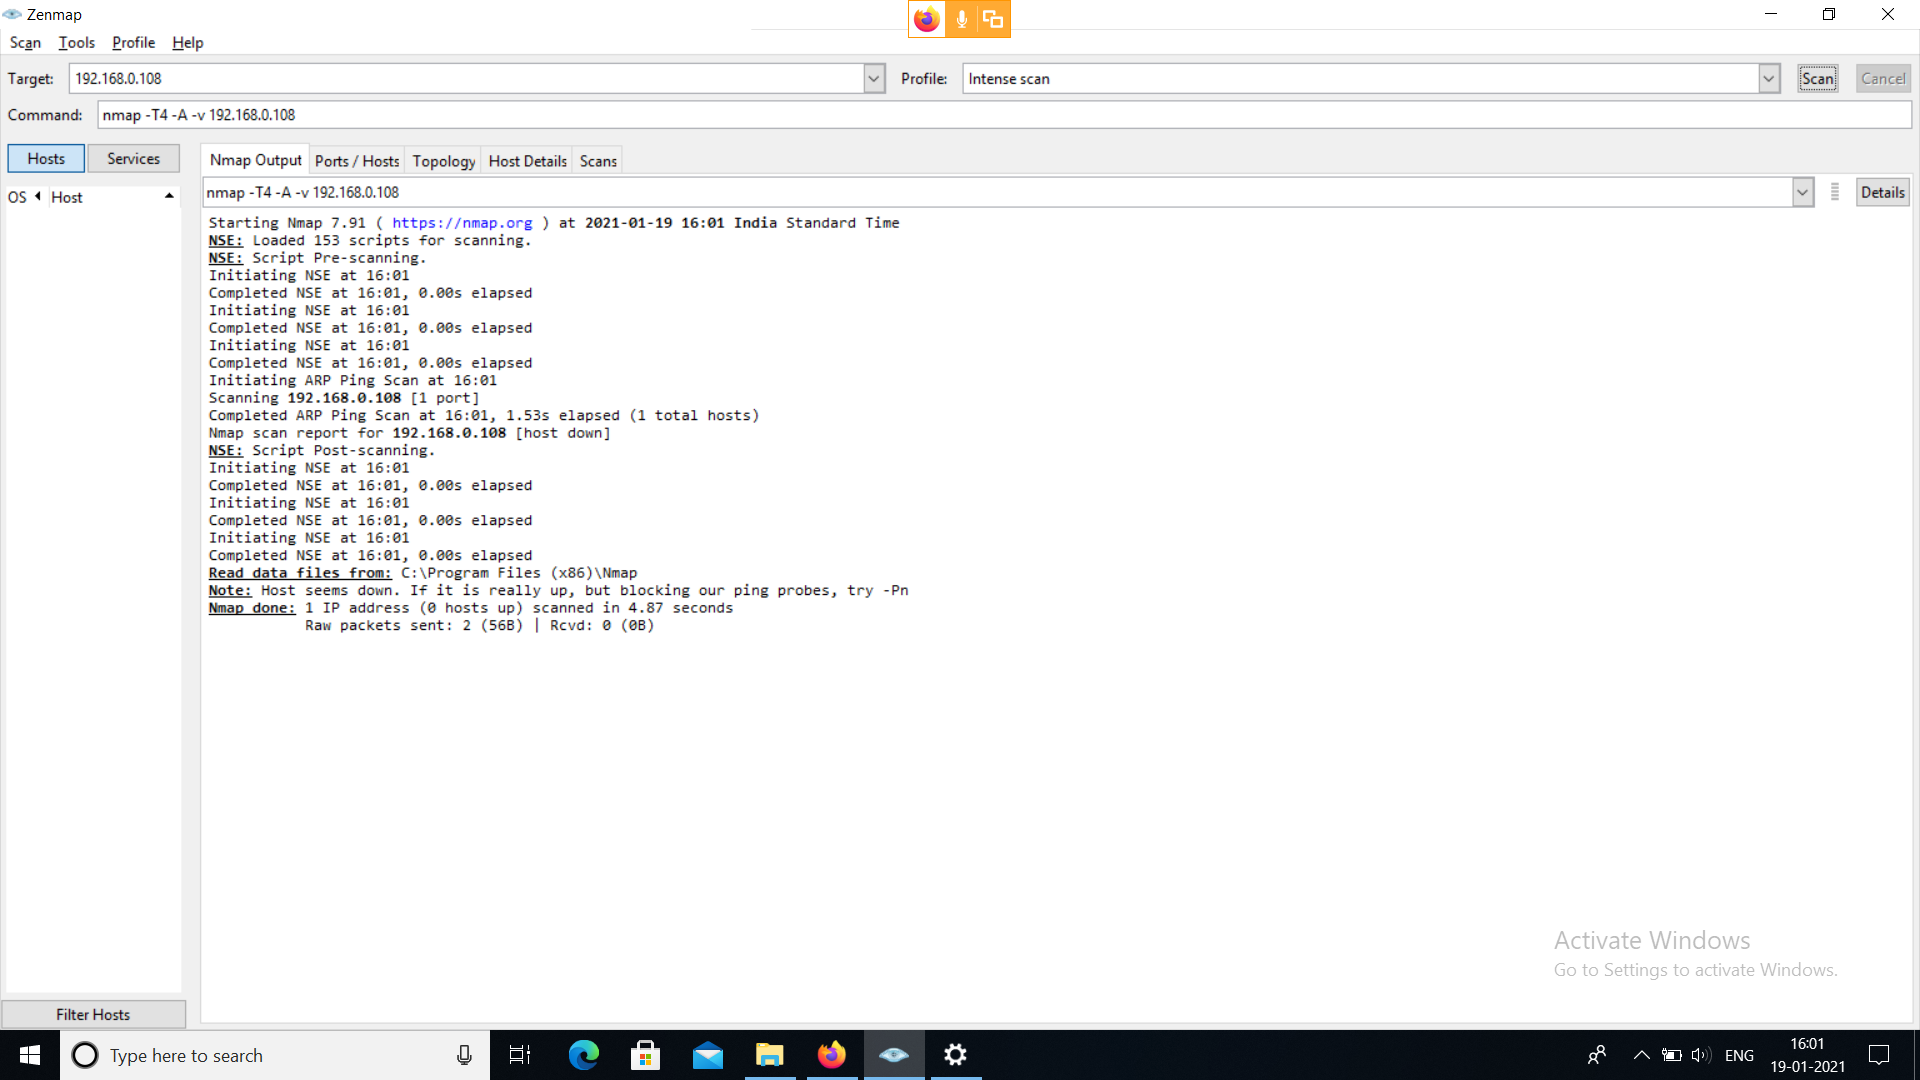 Zenmap
Scan Tools Profile Help
Target: 192.168.0.108 Profile: Intense scan Scan Cancel
Command: nmap -T4 -A -v 192.168.0.108
Hosts Services
OS Host
Nmap Output Ports / Hosts Topology Host Details Scans
nmap -T4 -A -v 192.168.0.108 Details
Starting Nmap 7.91 ( https://nmap.org ) at 2021-01-19 16:01 India Standard Time
NSE: Loaded 153 scripts for scanning.
NSE: Script Pre-scanning.
Initiating NSE at 16:01
Completed NSE at 16:01, 0.00s elapsed
Initiating NSE at 16:01
Completed NSE at 16:01, 0.00s elapsed
Initiating NSE at 16:01
Completed NSE at 16:01, 0.00s elapsed
Initiating ARP Ping Scan at 16:01
Scanning 192.168.0.108 [1 port]
Completed ARP Ping Scan at 16:01, 1.53s elapsed (1 total hosts)
Nmap scan report for 192.168.0.108 [host down]
NSE: Script Post-scanning.
Initiating NSE at 16:01
Completed NSE at 16:01, 0.00s elapsed
Initiating NSE at 16:01
Completed NSE at 16:01, 0.00s elapsed
Initiating NSE at 16:01
Completed NSE at 16:01, 0.00s elapsed
Read data files from: C:\Program Files (x86)\Nmap
Note: Host seems down. If it is really up, but blocking our ping probes, try -Pn
Nmap done: 1 IP address (0 hosts up) scanned in 4.87 seconds
Raw packets sent: 2 (56B) | Rcvd: 0 (0B)
Activate Windows
Go to Settings to activate Windows.
Filter Hosts
Type here to search
ENG
16:01
19-01-2021